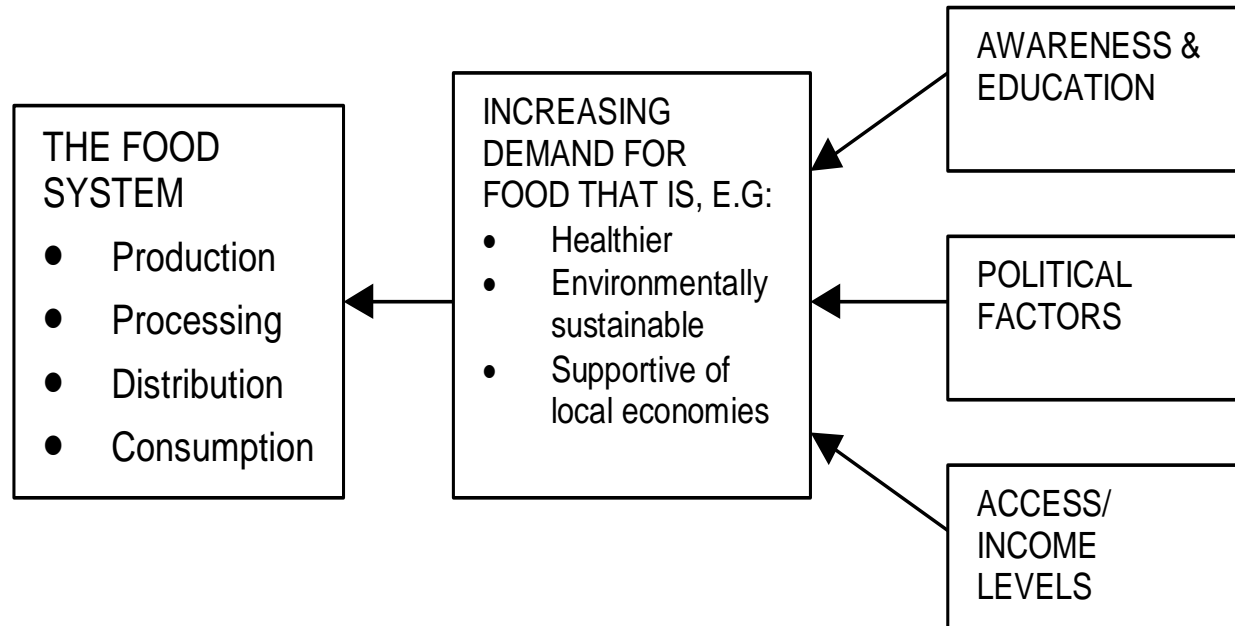 THE FOOD
SYSTEM
● Production
● Processing
● Distribution
● Consumption
INCREASING
DEMAND FOR
FOOD THAT IS, E.G:
● Healthier
● Environmentally
sustainable
● Supportive of
local economies
AWARENESS &
EDUCATION
POLITICAL
FACTORS
ACCESS/
INCOME
LEVELS